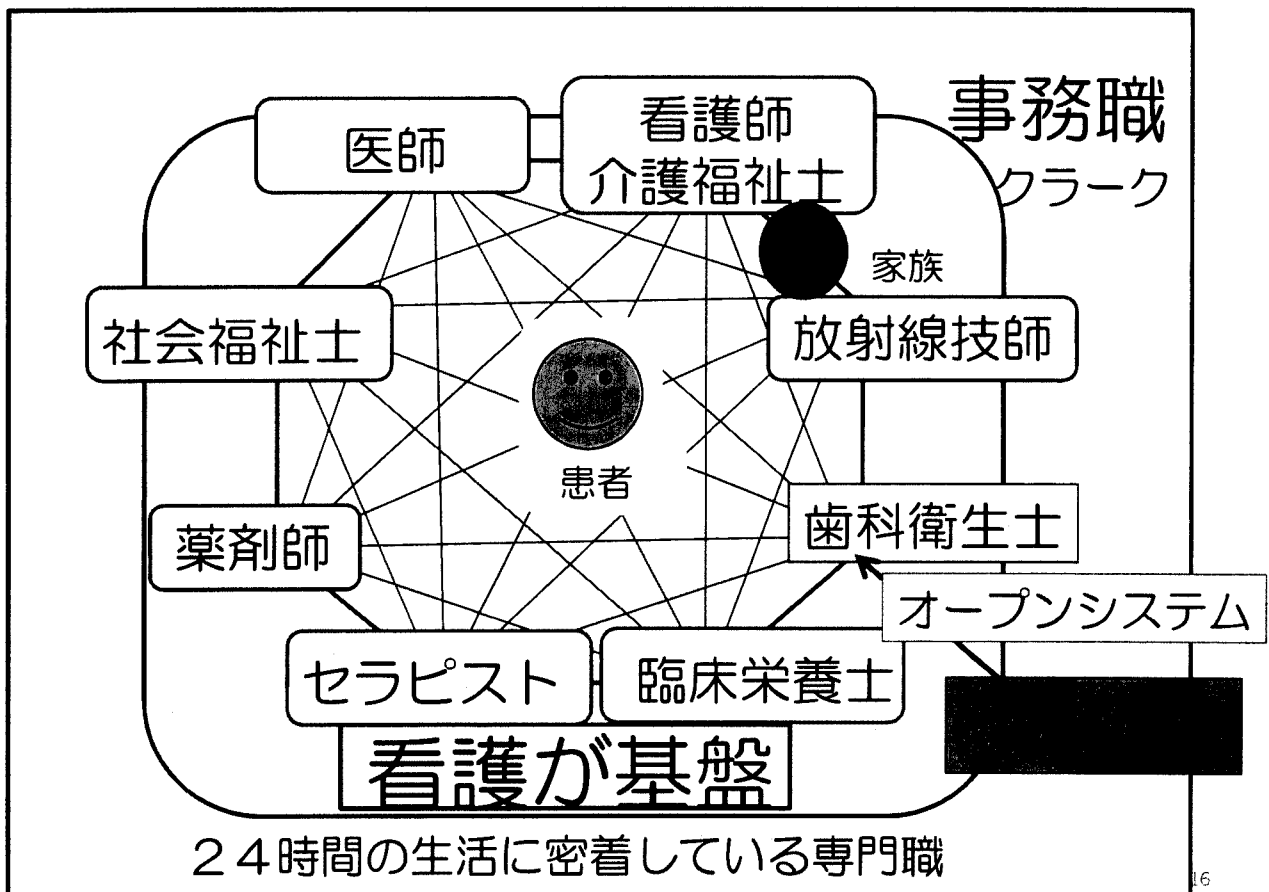 医師
看護師
介護福祉士
事務職
クラーク
家族
社会福祉士
放射線技師
患者
薬剤師
歯科衛生士
オープンシステム
セラピスト
臨床栄養士
看護が基盤
24時間の生活に密着している専門職
16